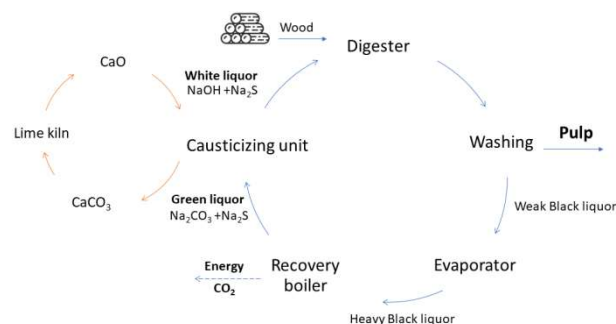 Wood
Digester
CaO
White liquor
NaOH +Na₂S
Lime kiln
Causticizing unit
Washing
Pulp
CaCO₃
Green liquor
Na₂CO₃ +Na₂S
Weak Black liquor
Energy
CO₂
Recovery
boiler
Evaporator
Heavy Black liquor